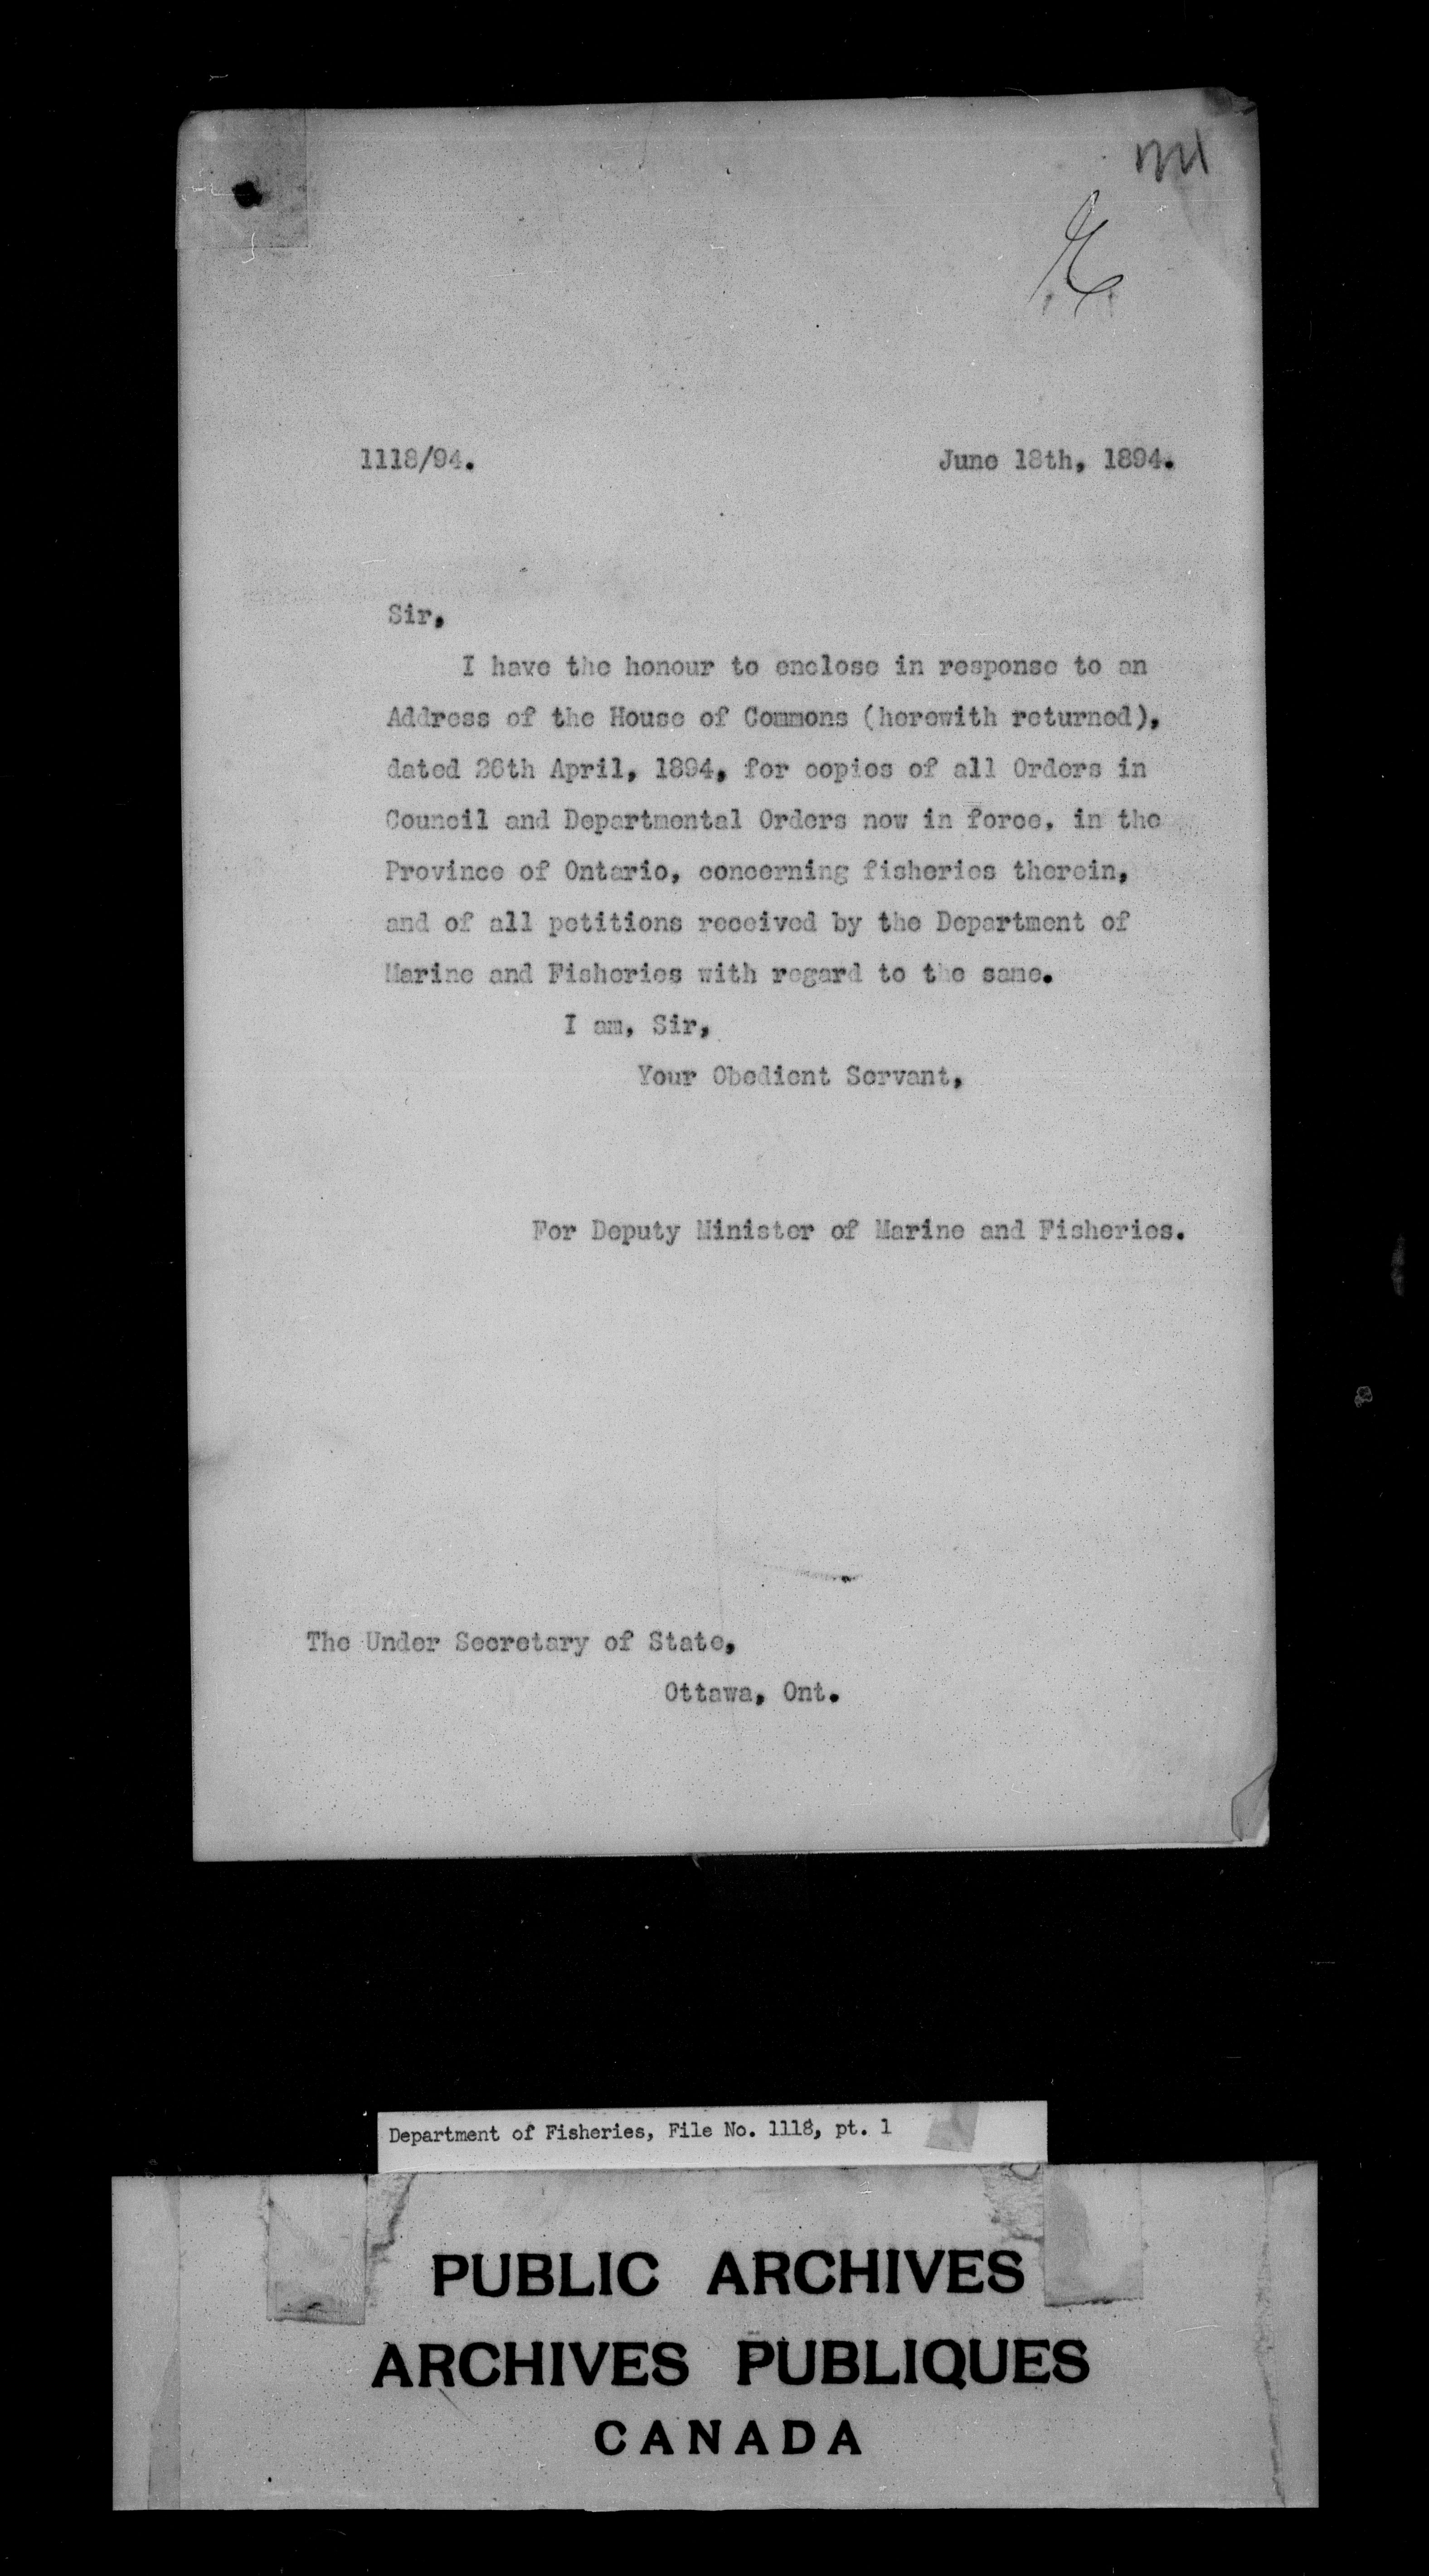 1118/94. June 18th, 1894.
Sir,
I have the honour to enclose in response to an
Address of the House of Commons (herewith returned),
dated 26th April, 1894, for copies of all Orders in
Council and Departmental Orders now in force. in the
Province of Ontario, concerning fisheries therein,
and of all petitions received by the Department of
Marine and Fisheries with regard to the same.
I am, Sir,
Your Obedient Servant,
For Deputy Minister of Marine and Fisheries.
The Under Secretary of State,
Ottawa, Ont.
Department of Fisheries, File No. 1118, pt. 1
PUBLIC ARCHIVES
ARCHIVES PUBLIQUES
CANADA